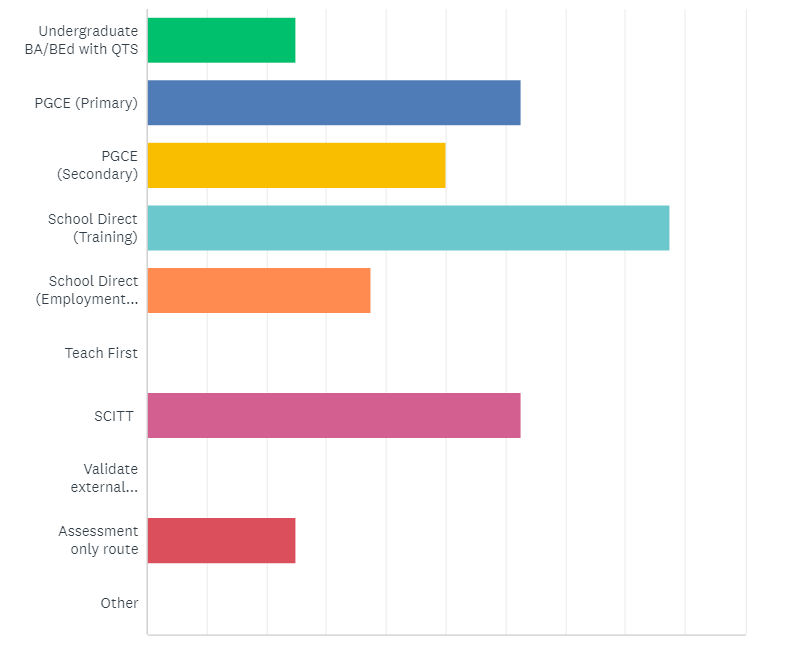 Undergraduate
BA/BEd with QTS
PGCE (Primary)
PGCE
(Secondary)
School Direct
(Training)
School Direct
(Employment...
Teach First
SCITT
Validate
external...
Assessment
only route
Other